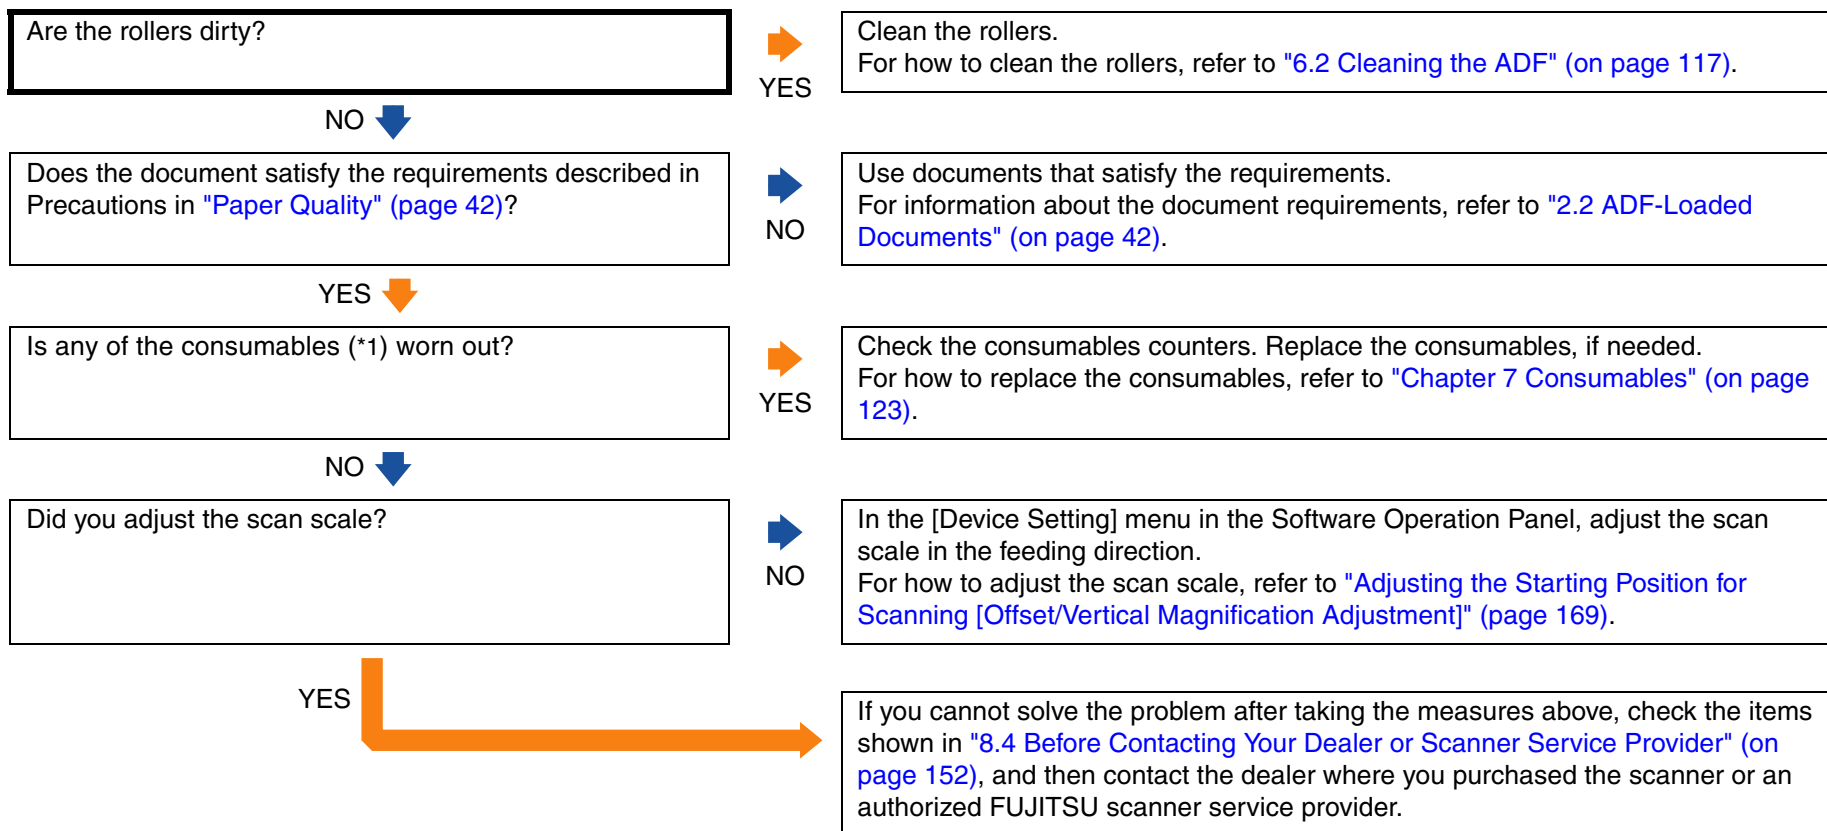 Are the rollers dirty?
YES
Clean the rollers.
For how to clean the rollers, refer to "6.2 Cleaning the ADF" (on page 117).
NO
Does the document satisfy the requirements described in
Precautions in "Paper Quality" (page 42)?
NO
Use documents that satisfy the requirements.
For information about the document requirements, refer to "2.2 ADF-Loaded
Documents" (on page 42).
YES
Is any of the consumables (*1) worn out?
YES
Check the consumables counters. Replace the consumables, if needed.
For how to replace the consumables, refer to "Chapter 7 Consumables" (on page
123).
NO
Did you adjust the scan scale?
NO
In the [Device Setting] menu in the Software Operation Panel, adjust the scan
scale in the feeding direction.
For how to adjust the scan scale, refer to "Adjusting the Starting Position for
Scanning [Offset/Vertical Magnification Adjustment]" (page 169).
YES
If you cannot solve the problem after taking the measures above, check the items
shown in "8.4 Before Contacting Your Dealer or Scanner Service Provider" (on
page 152), and then contact the dealer where you purchased the scanner or an
authorized FUJITSU scanner service provider.